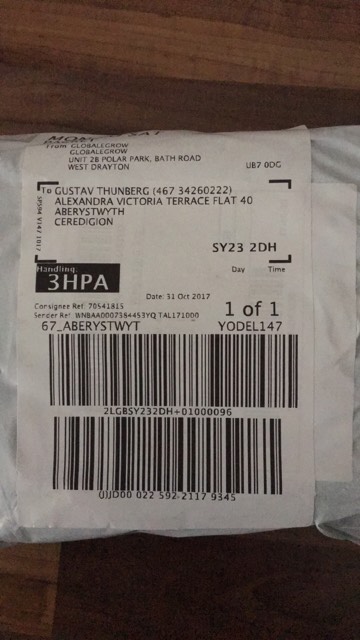 From GLOBALEGROW
GLOBALEGROW
UNIT 2B POLAR PARK, BATH ROAD
WEST DRAYTON UB7 0DG
To GUSTAV THUNBERG (467 34260222)
ALEXANDRA VICTORIA TERRACE FLAT 40
ABERYSTWYTH
CEREDIGION
SY23 2DH
Handling: Day Time
3HPA
Date: 31 Oct 2017
Consignee Ref: 70541815 1 of 1
Sender Ref: WNBAA0007384453YQ TAL171000
67_ABERYSTWYT YODEL147
2LGBSY232DH+01000096
(J)JD00 022 592 2117 9345